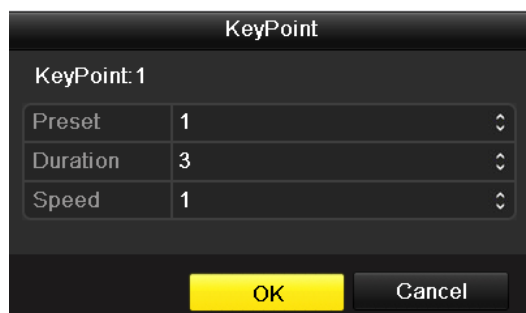 KeyPoint
KeyPoint:1
Preset 1
Duration 3
Speed 1
OK Cancel